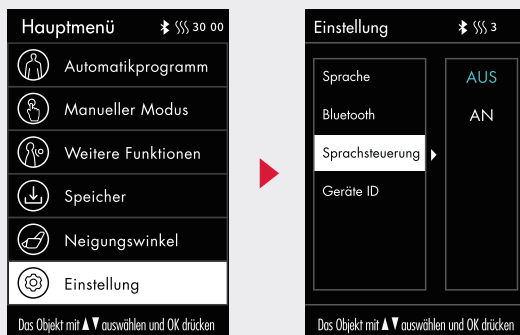 Hauptmenü 30 00
Automatikprogramm
Manueller Modus
Weitere Funktionen
Speicher
Neigungswinkel
Einstellung
Das Objekt mit ▲▼ auswählen und OK drücken
Einstellung 3
Sprache
Bluetooth
Sprachsteuerung
Geräte ID
AUS
AN
Das Objekt mit ▲▼ auswählen und OK drücken